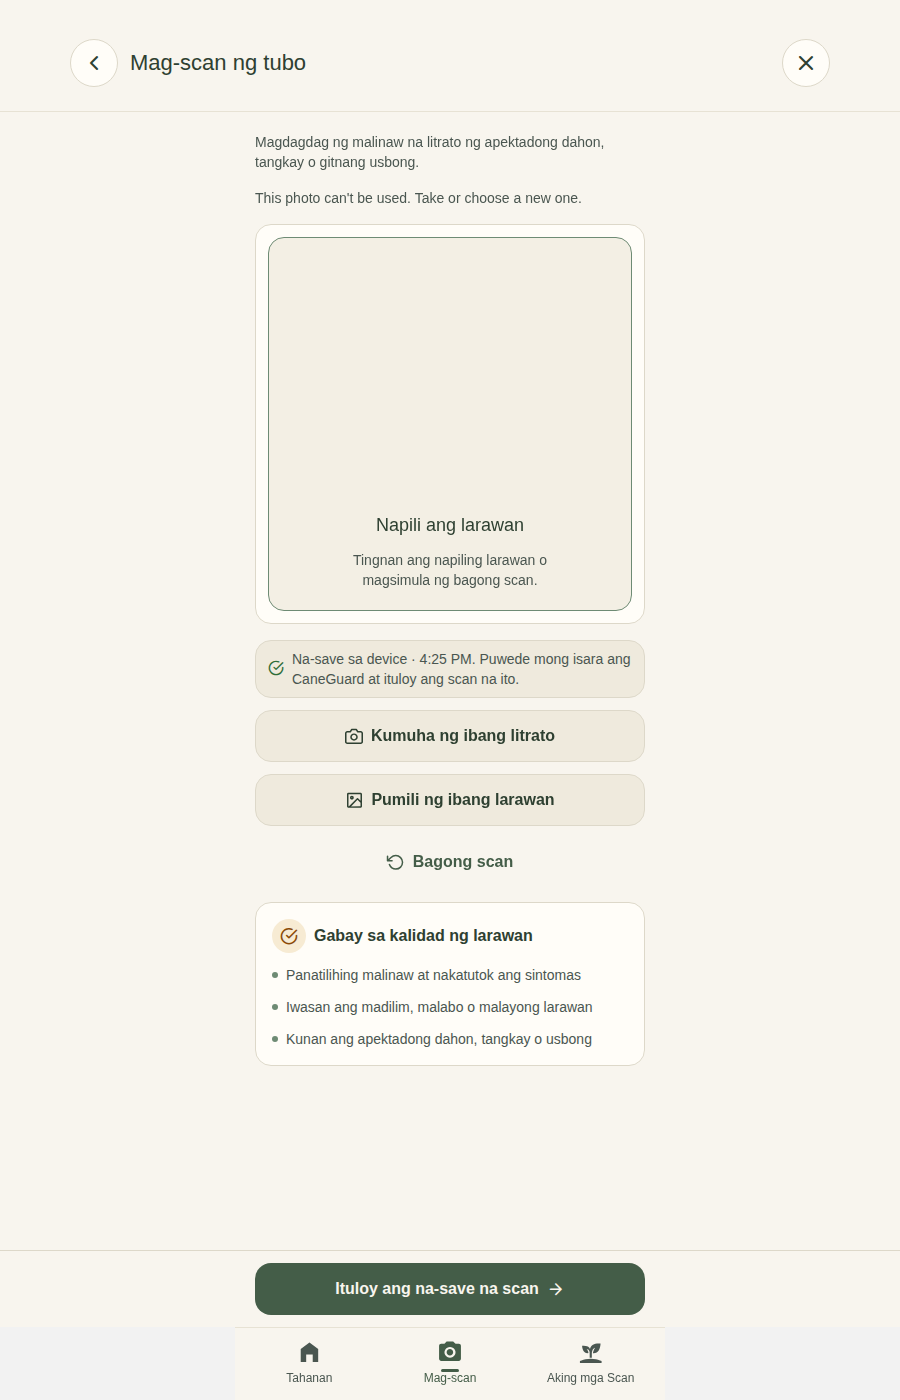 Mag-scan ng tubo
Magdagdag ng malinaw na litrato ng apektadong dahon,
tangkay o gitnang usbong.
This photo can't be used. Take or choose a new one.
Napili ang larawan
Tingnan ang napiling larawan o
magsimula ng bagong scan.
Na-save sa device · 4:25 PM. Puwede mong isara ang
CaneGuard at ituloy ang scan na ito.
Kumuha ng ibang litrato
Pumili ng ibang larawan
Bagong scan
Gabay sa kalidad ng larawan
Panatilihing malinaw at nakatutok ang sintomas
Iwasan ang madilim, malabo o malayong larawan
Kunan ang apektadong dahon, tangkay o usbong
Ituloy ang na-save na scan
Tahanan
Mag-scan
Aking mga Scan